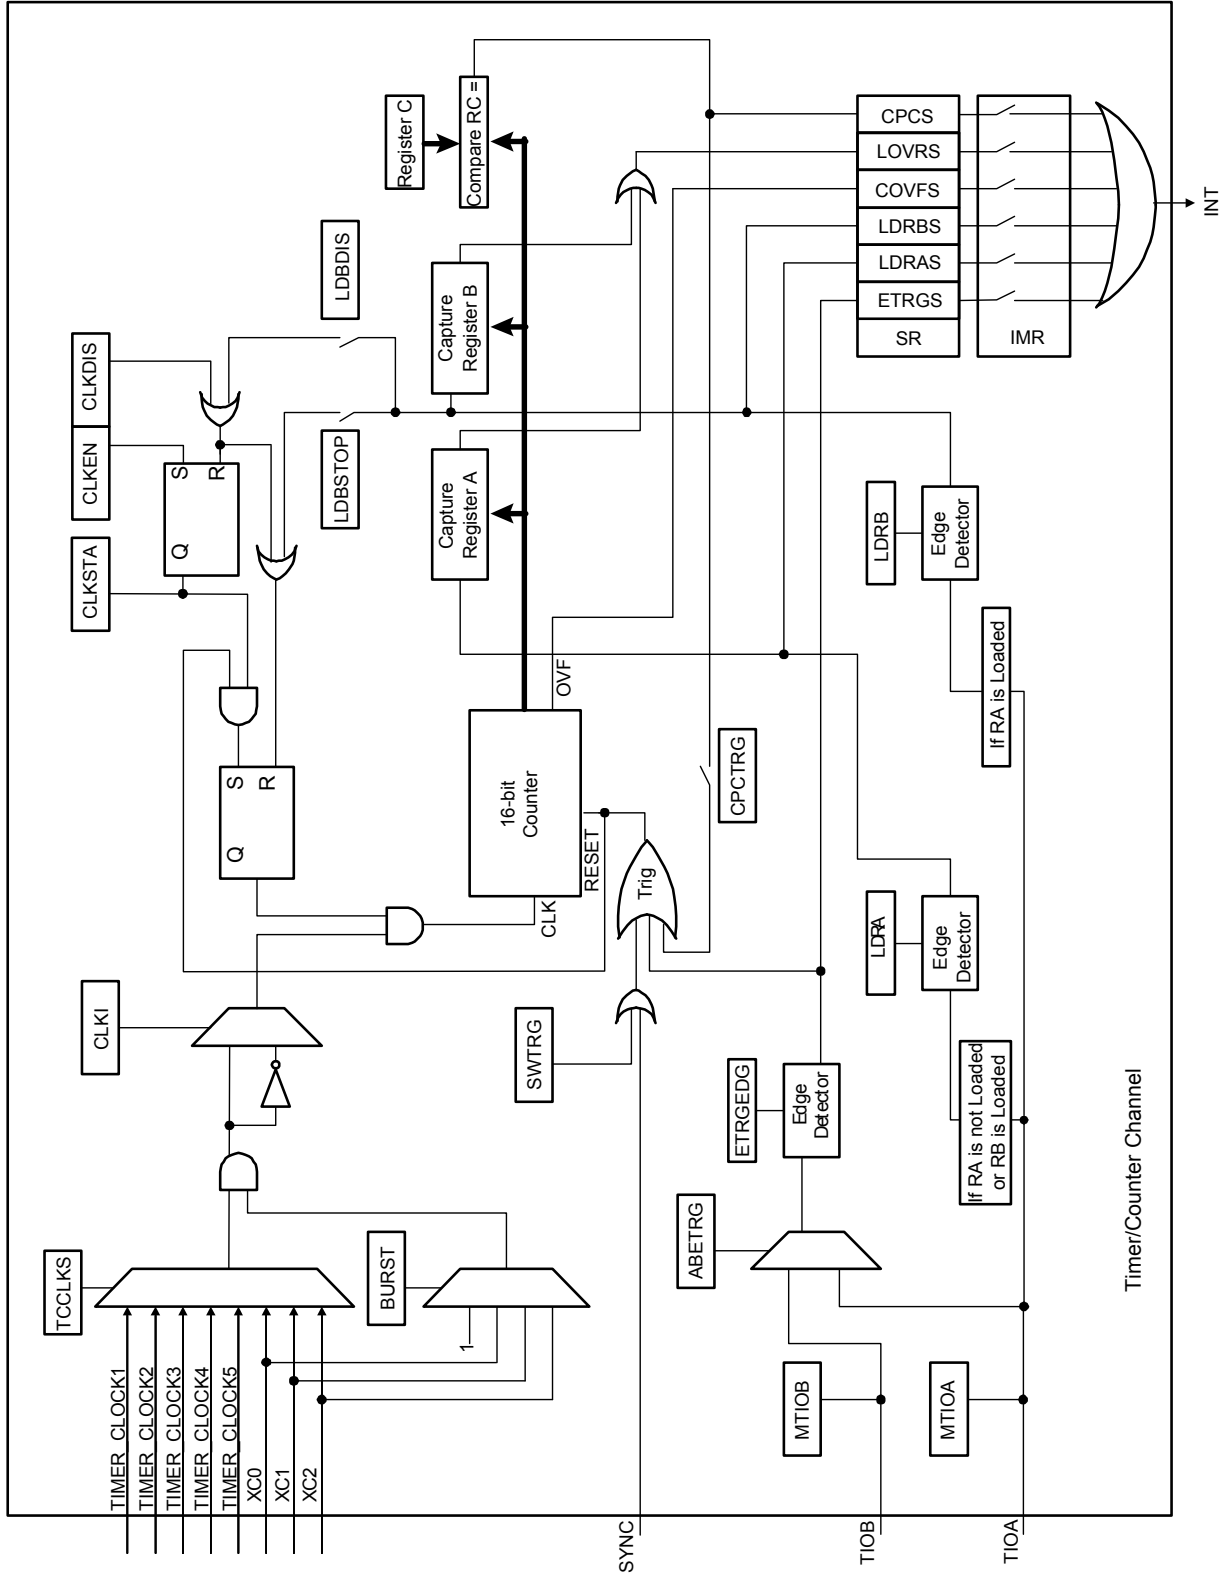 TCCLKS
TIMER_CLOCK1
TIMER_CLOCK2
TIMER_CLOCK3
TIMER_CLOCK4
TIMER_CLOCK5
XC0
XC1
XC2
CLKI
CLKSTA
CLKEN
CLKDIS
Q
S
R
Q
S
R
BURST
1
LDBSTOP
LDBDIS
Register C
Capture
Register A
Capture
Register B
Compare RC =
16-bit
Counter
CLK
OVF
RESET
SWTRG
SYNC
Trig
CPCTRG
ABETRG
ETRGEDG
Edge
Detector
MTIOB
TIOB
MTIOA
TIOA
LDRA
Edge
Detector
If RA is not Loaded
or RB is Loaded
LDRB
Edge
Detector
If RA is Loaded
CPCS
LOVRS
COVFS
LDRBS
LDRAS
ETRGS
SR
IMR
INT
Timer/Counter Channel